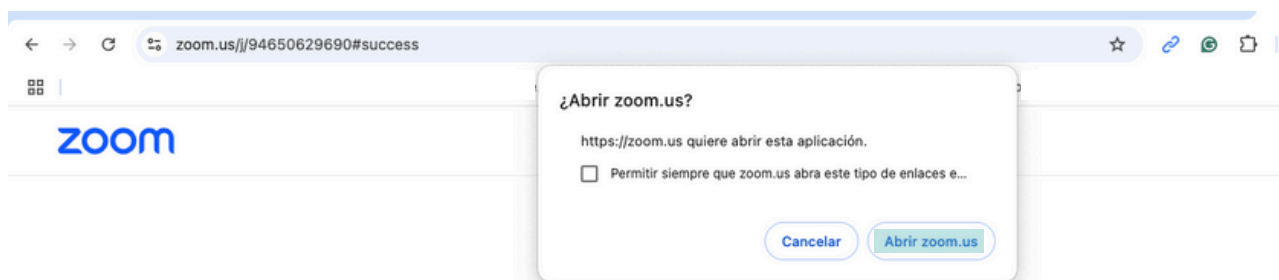 zoom.us/j/94650629690#success
zoom
¿Abrir zoom.us?
https://zoom.us quiere abrir esta aplicación.
Permitir siempre que zoom.us abra este tipo de enlaces e...
Cancelar
Abrir zoom.us